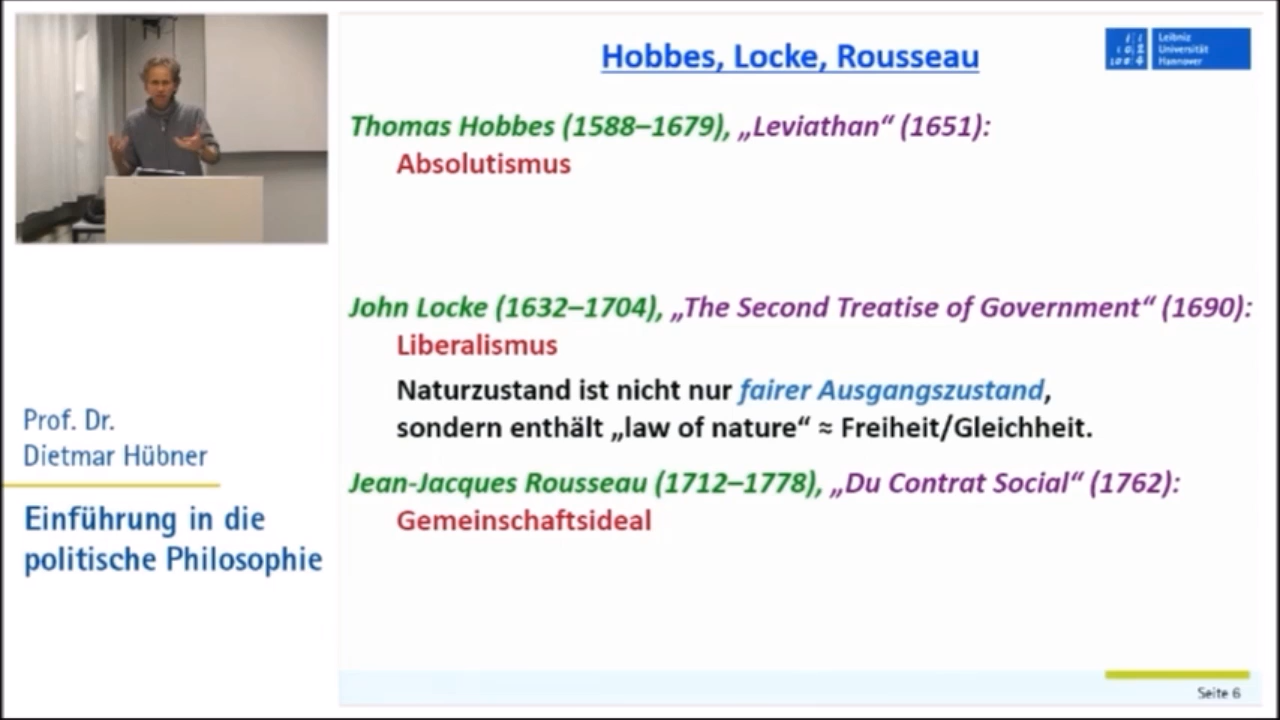 Hobbes, Locke, Rousseau
Leibniz
Universität
Hannover
Thomas Hobbes (1588–1679), „Leviathan“ (1651):
Absolutismus
John Locke (1632–1704), „The Second Treatise of Government“ (1690):
Liberalismus
Naturzustand ist nicht nur fairer Ausgangszustand,
sondern enthält „law of nature“ ≈ Freiheit/Gleichheit.
Jean-Jacques Rousseau (1712–1778), „Du Contrat Social“ (1762):
Gemeinschaftsideal
Prof. Dr.
Dietmar Hübner
Einführung in die
politische Philosophie
Seite 6